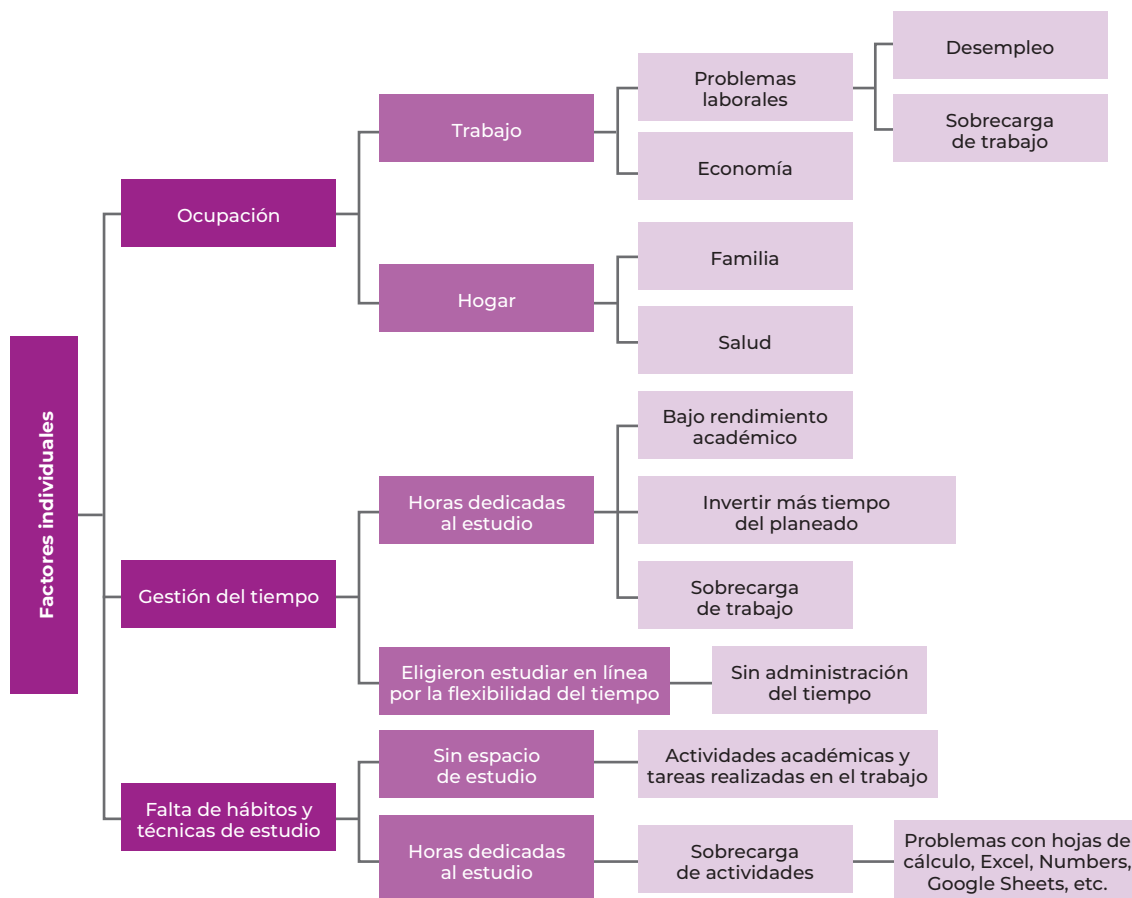 Factores individuales
Ocupación
Trabajo
Problemas
laborales
Desempleo
Sobrecarga
de trabajo
Economía
Hogar
Familia
Salud
Gestión del tiempo
Horas dedicadas
al estudio
Bajo rendimiento
académico
Invertir más tiempo
del planeado
Sobrecarga
de trabajo
Eligieron estudiar en línea
por la flexibilidad del tiempo
Sin administración
del tiempo
Falta de hábitos y
técnicas de estudio
Sin espacio
de estudio
Actividades académicas y
tareas realizadas en el trabajo
Horas dedicadas
al estudio
Sobrecarga
de actividades
Problemas con hojas de
cálculo, Excel, Numbers,
Google Sheets, etc.